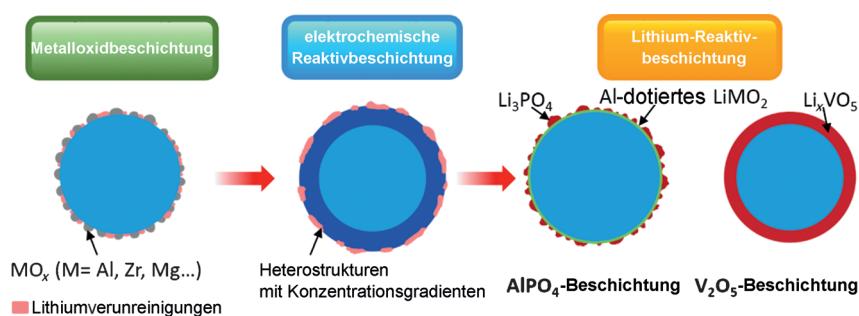 Metalloxidbeschichtung
elektrochemische
Reaktivbeschichtung
Lithium-Reaktiv-
beschichtung
Li₃PO₄
Al-dotiertes LiMO₂
LiₓVO₅
MOₓ (M= Al, Zr, Mg...)
Lithiumverunreinigungen
Heterostrukturen
mit Konzentrationsgradienten
AlPO₄-Beschichtung
V₂O₅-Beschichtung